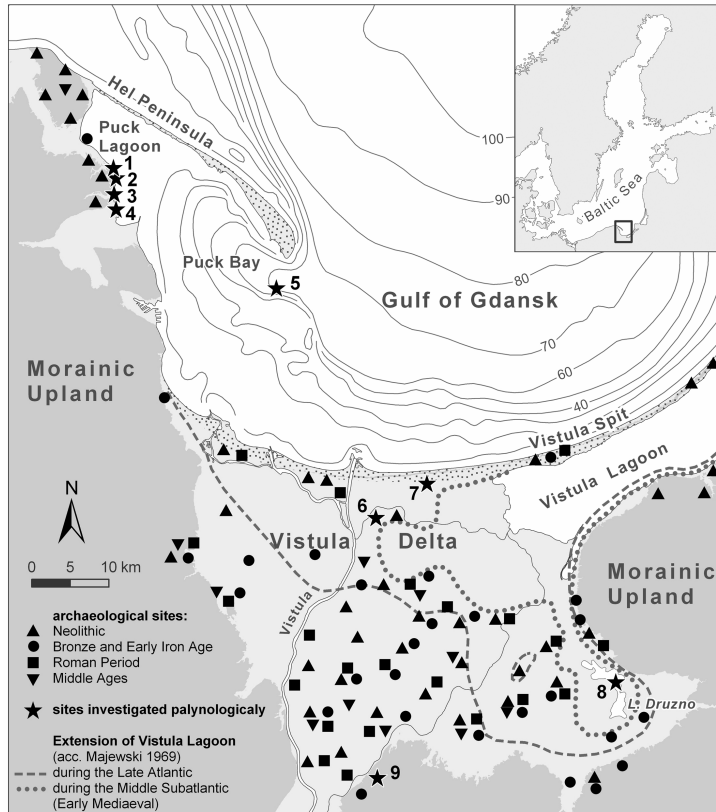 Hel Peninsula
Puck
Lagoon
1
2
3
4
Puck Bay
5
Gulf of Gdansk
100
90
80
70
60
40
Baltic Sea
Morainic
Upland
Vistula Spit
Vistula Lagoon
7
6
Vistula
Delta
Vistula
Morainic
Upland
8
L. Druzno
9
N
0
5
10 km
archaeological sites:
Neolithic
Bronze and Early Iron Age
Roman Period
Middle Ages
sites investigated palynologicaly
Extension of Vistula Lagoon
(acc. Majewski 1969)
during the Late Atlantic
during the Middle Subatlantic
(Early Mediaeval)